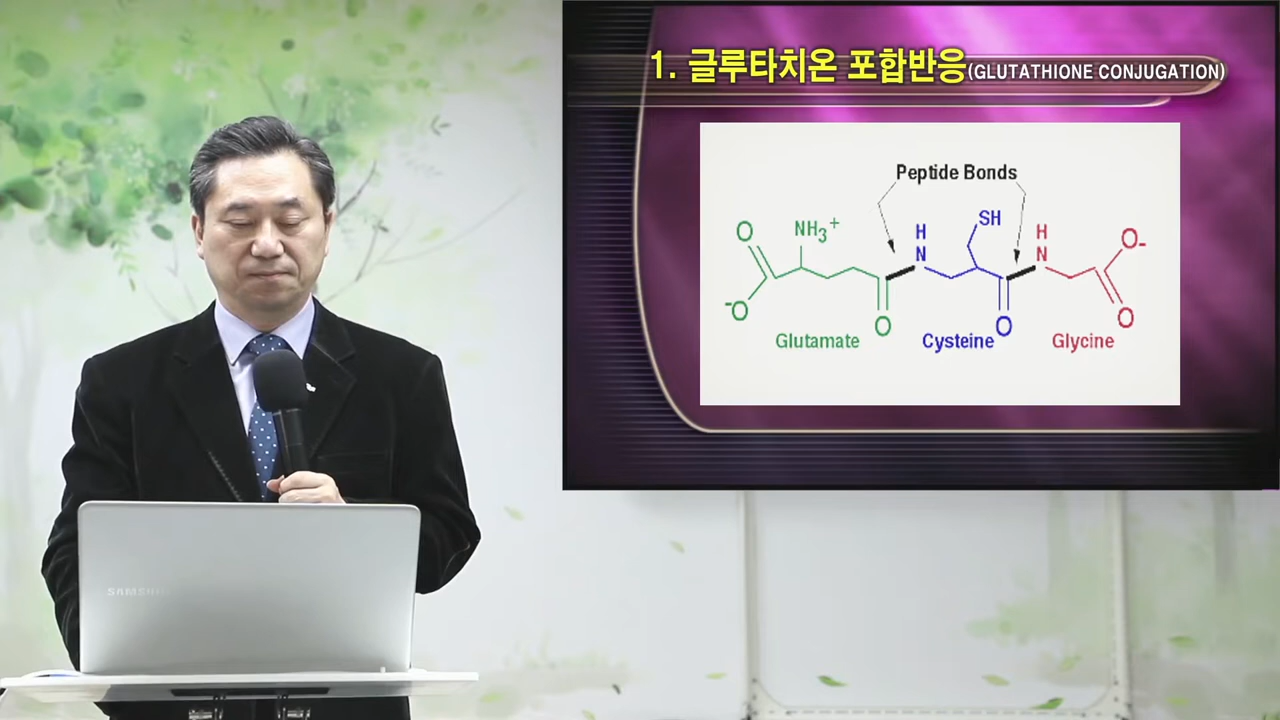 1. 글루타치온 포합반응(GLUTATHIONE CONJUGATION)
Peptide Bonds
SH
O NH3+ H N H N O-
-O O O O
Glutamate Cysteine Glycine
SAMSUNG